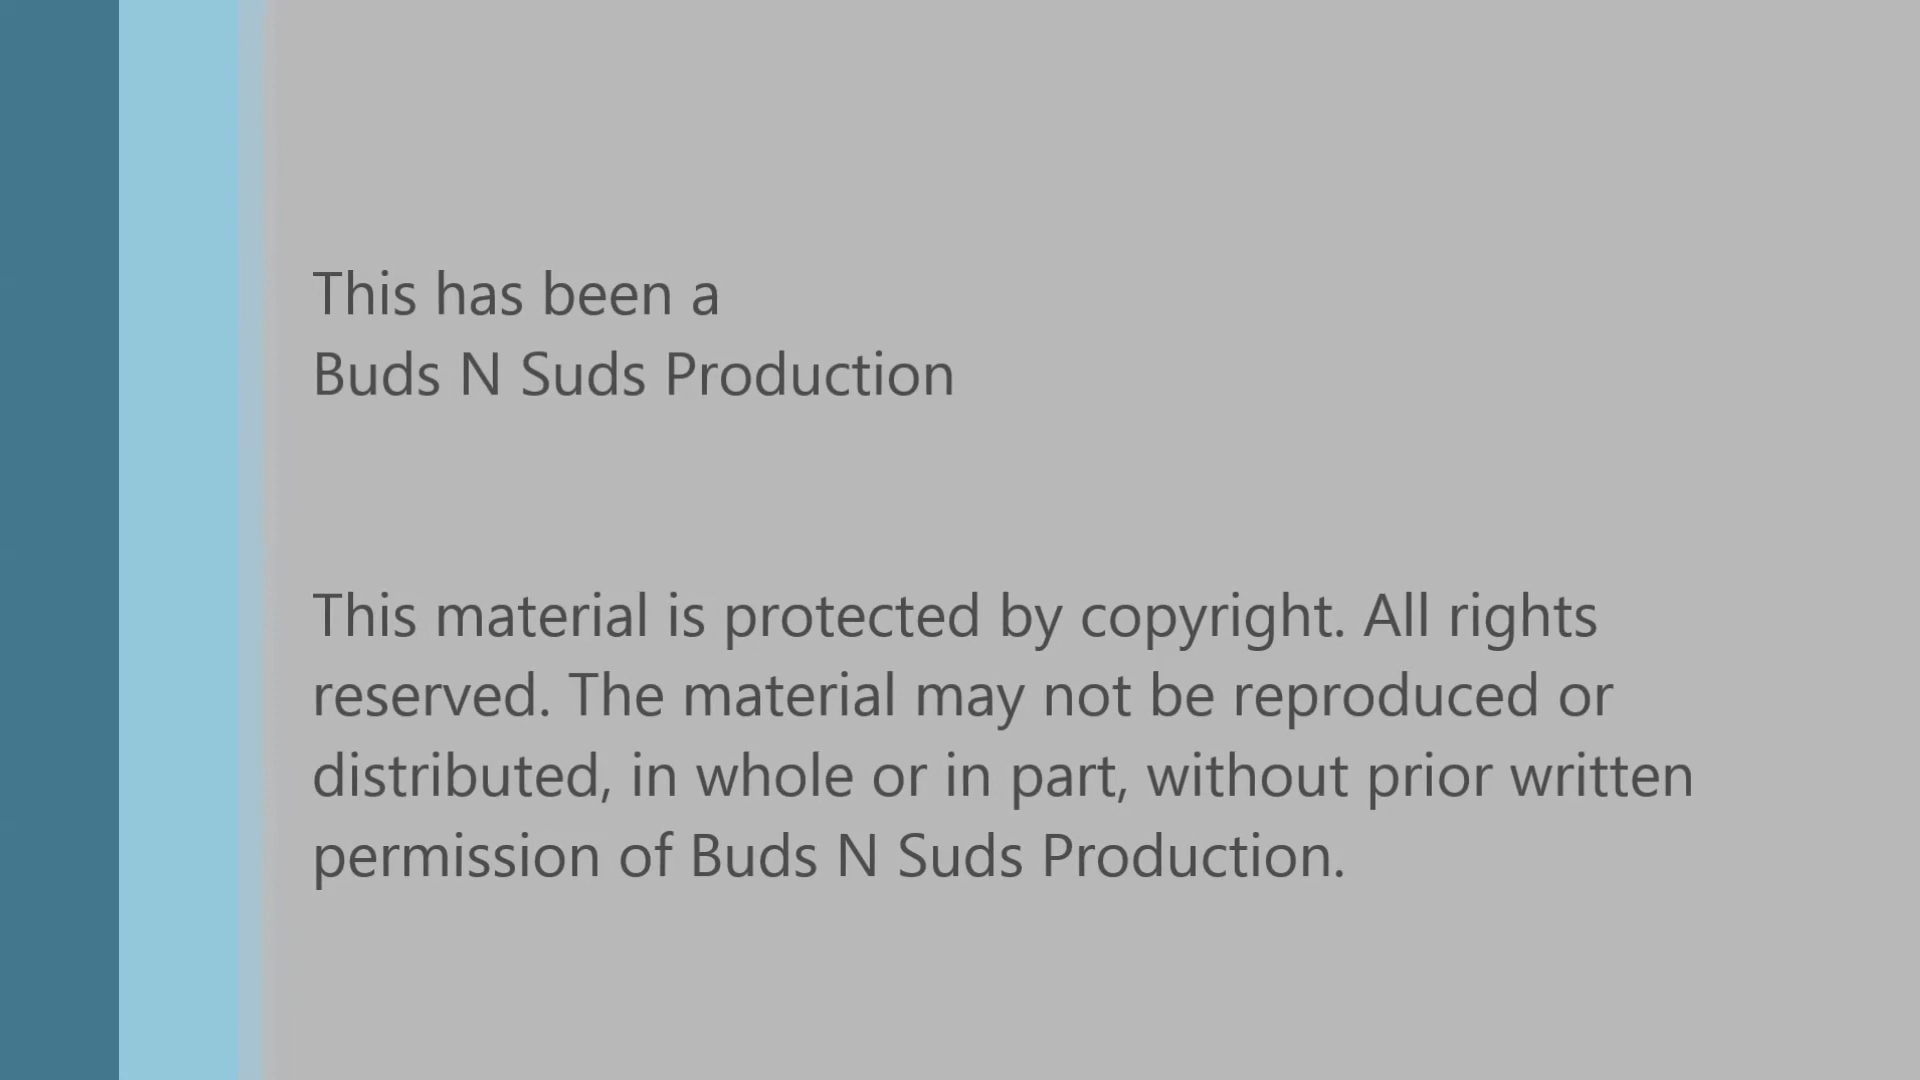 This has been a
Buds N Suds Production
This material is protected by copyright. All rights
reserved. The material may not be reproduced or
distributed, in whole or in part, without prior written
permission of Buds N Suds Production.